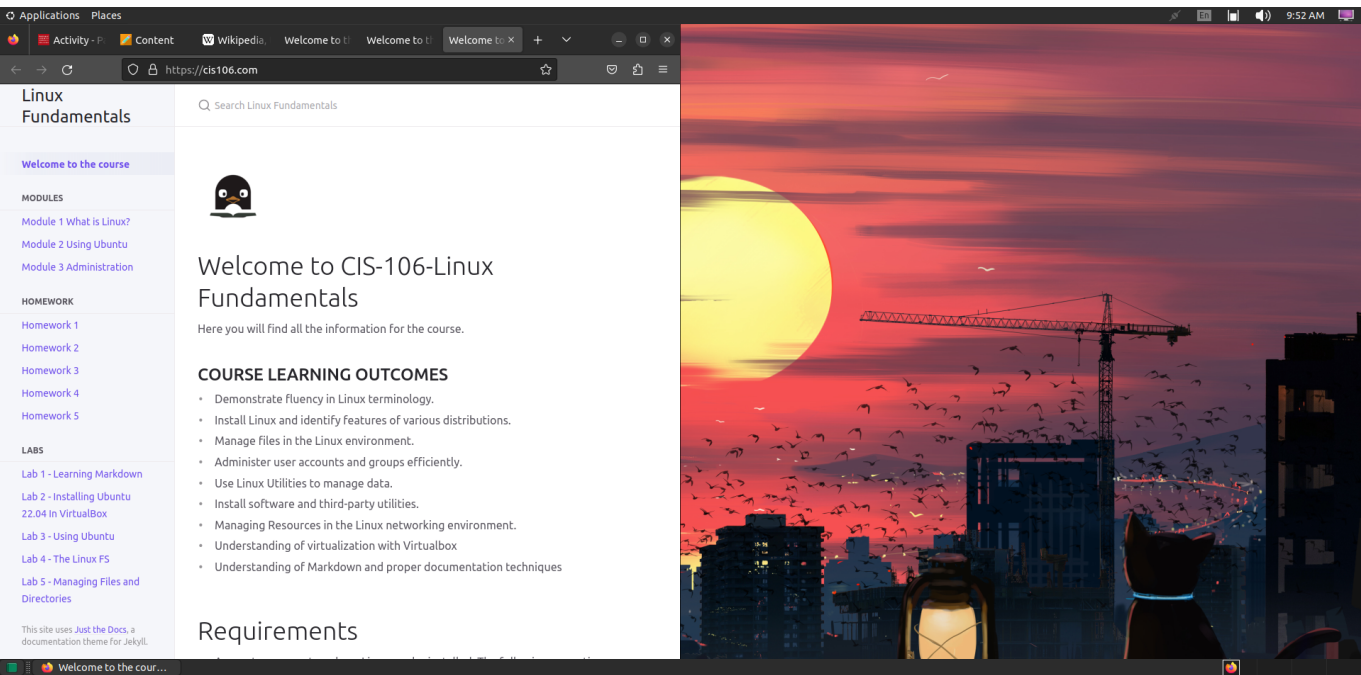 Applications Places
En
9:52 AM
Activity - P
Content
Wikipedia,
Welcome to t
Welcome to t
Welcome to
https://cis106.com
Linux
Fundamentals
Search Linux Fundamentals
Welcome to the course
MODULES
Module 1 What is Linux?
Module 2 Using Ubuntu
Module 3 Administration
HOMEWORK
Homework 1
Homework 2
Homework 3
Homework 4
Homework 5
LABS
Lab 1 - Learning Markdown
Lab 2 - Installing Ubuntu
22.04 In VirtualBox
Lab 3 - Using Ubuntu
Lab 4 - The Linux FS
Lab 5 - Managing Files and
Directories
This site uses Just the Docs, a
documentation theme for Jekyll.
Welcome to CIS-106-Linux
Fundamentals
Here you will find all the information for the course.
COURSE LEARNING OUTCOMES
• Demonstrate fluency in Linux terminology.
• Install Linux and identify features of various distributions.
• Manage files in the Linux environment.
• Administer user accounts and groups efficiently.
• Use Linux Utilities to manage data.
• Install software and third-party utilities.
• Managing Resources in the Linux networking environment.
• Understanding of virtualization with Virtualbox
• Understanding of Markdown and proper documentation techniques
Requirements
Welcome to the cour...